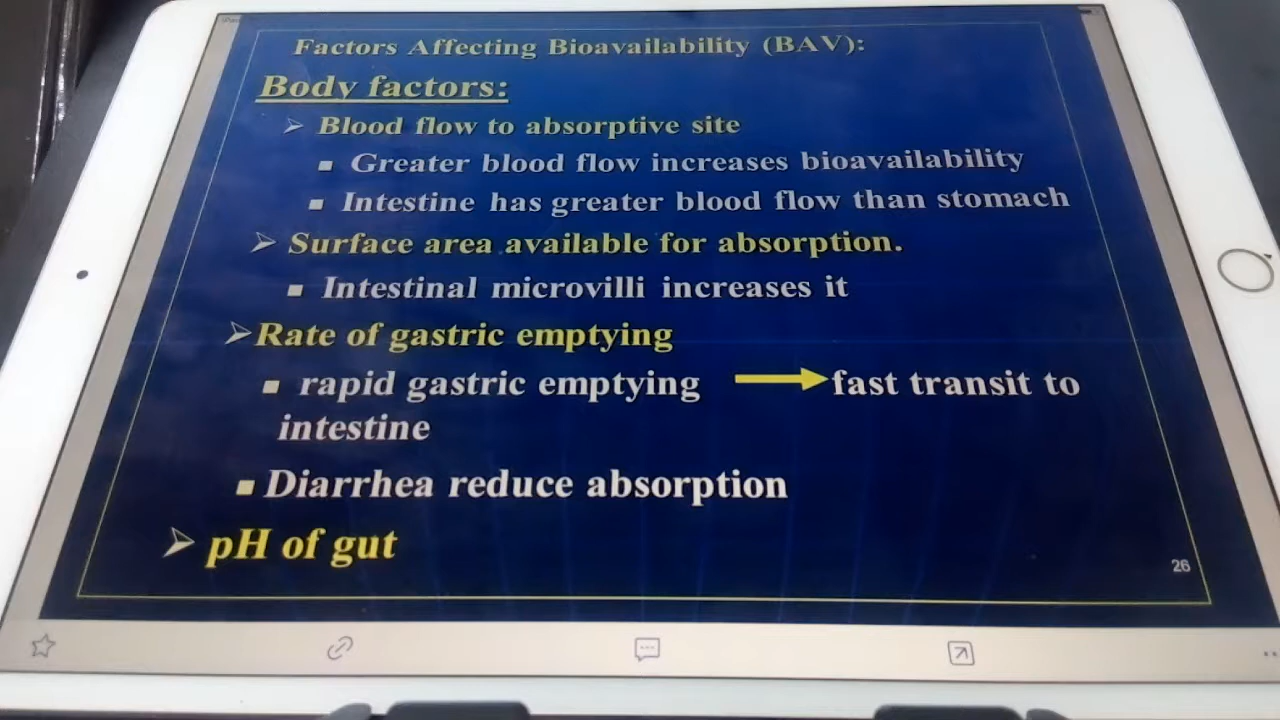 Factors Affecting Bioavailability (BAV):
Body factors:
➢ Blood flow to absorptive site
▪ Greater blood flow increases bioavailability
▪ Intestine has greater blood flow than stomach
➢ Surface area available for absorption.
▪ Intestinal microvilli increases it
➢ Rate of gastric emptying
▪ rapid gastric emptying → fast transit to
intestine
▪ Diarrhea reduce absorption
➢ pH of gut
26